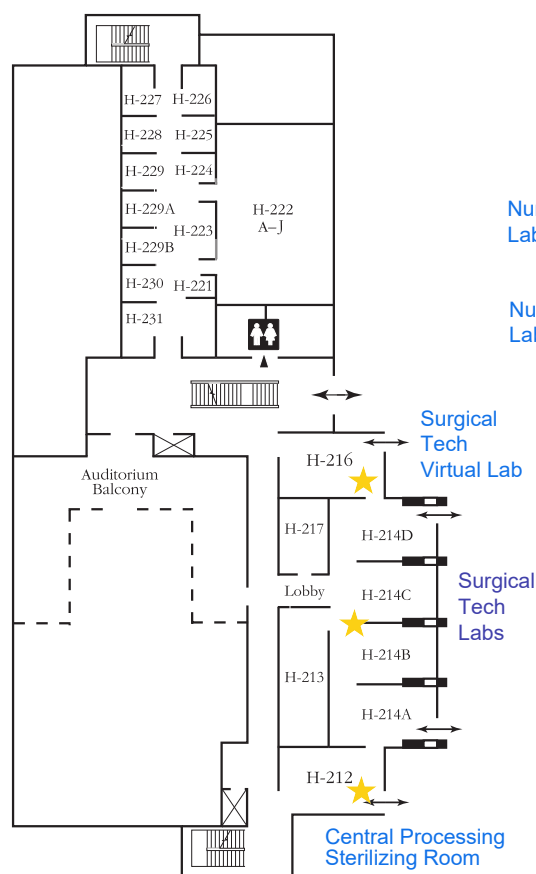 H-227
H-226
H-228
H-225
H-229
H-224
H-229A
H-222
A–J
H-223
H-229B
H-230
H-221
H-231
Surgical
Tech
Virtual Lab
H-216
Auditorium
Balcony
H-217
H-214D
Lobby
H-214C
Surgical
Tech
Labs
H-213
H-214B
H-214A
H-212
Central Processing
Sterilizing Room